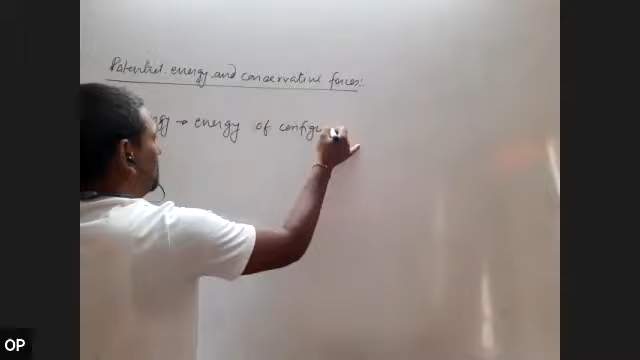 Potential energy and conservative forces:
energy of configu
OP